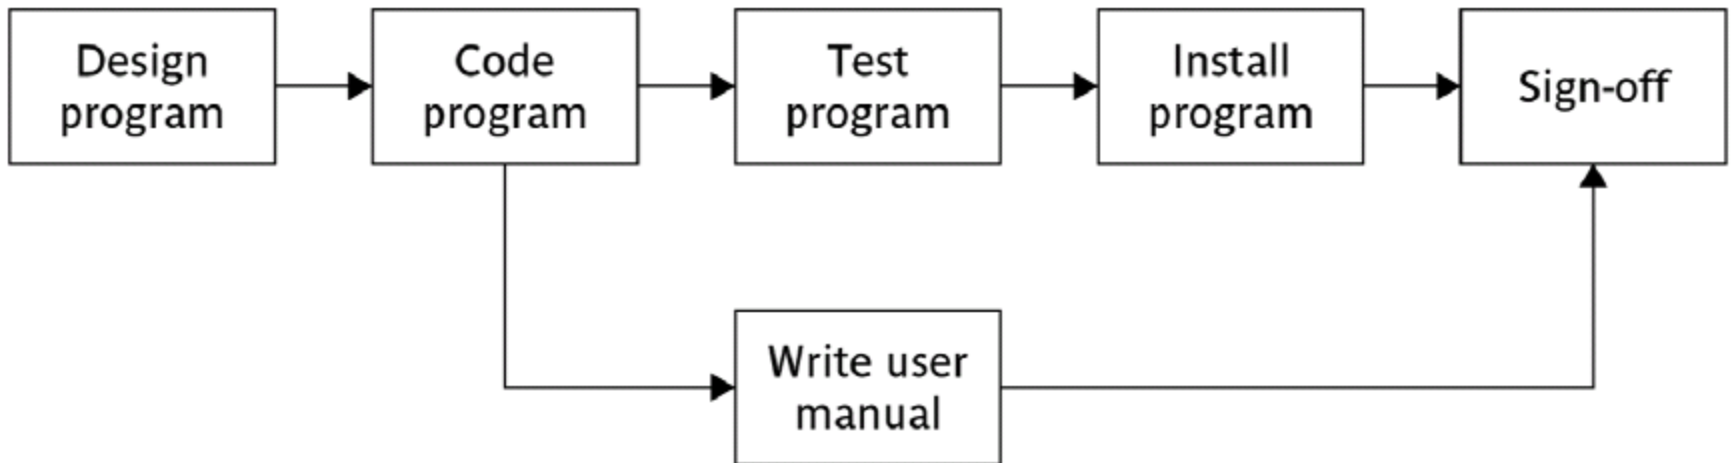 Design
program
Code
program
Test
program
Install
program
Sign-off
Write user
manual